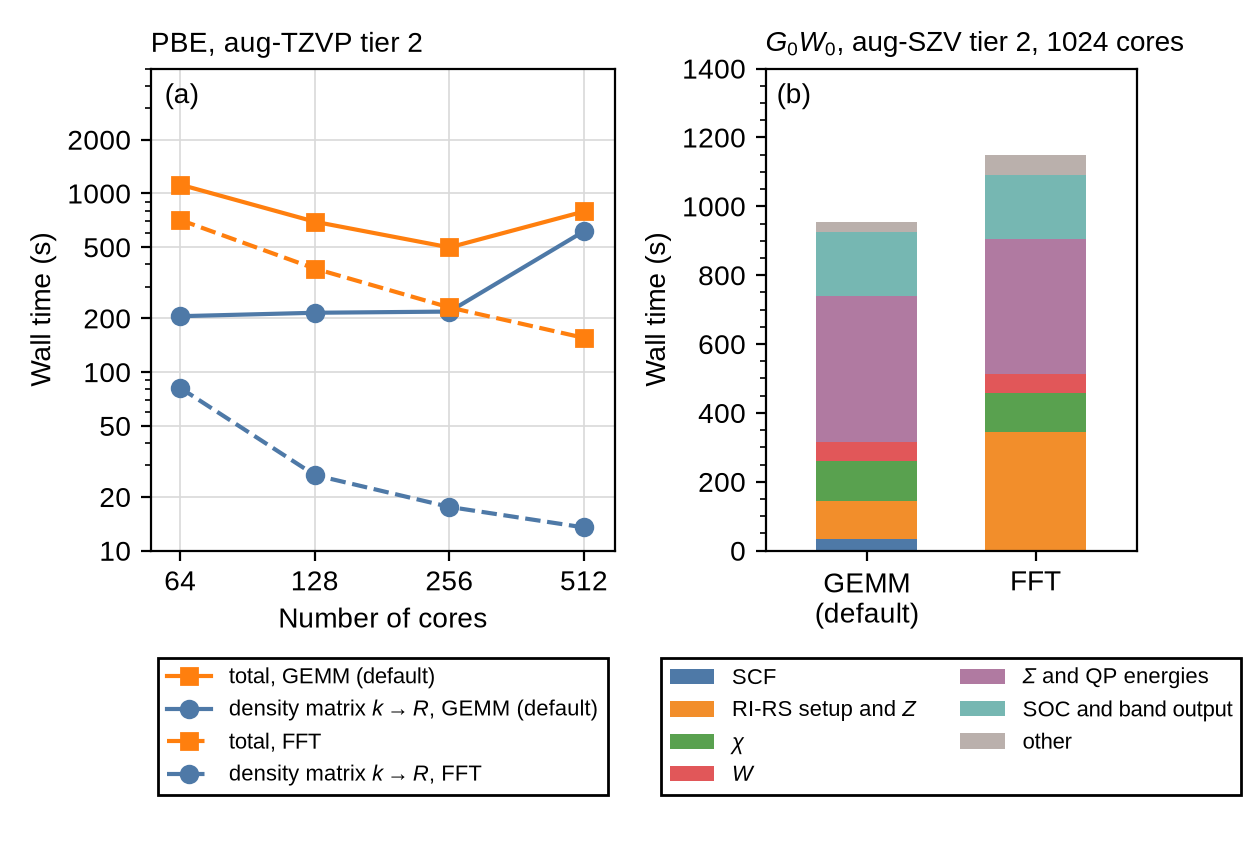 PBE, aug-TZVP tier 2
(a)
2000
1000
500
200
100
50
20
10
Wall time (s)
64 128 256 512
Number of cores
total, GEMM (default)
density matrix k → R, GEMM (default)
total, FFT
density matrix k → R, FFT
G₀W₀, aug-SZV tier 2, 1024 cores
(b)
1400
1200
1000
800
600
400
200
0
Wall time (s)
GEMM
(default)
FFT
SCF
RI-RS setup and Z
χ
W
Σ and QP energies
SOC and band output
other